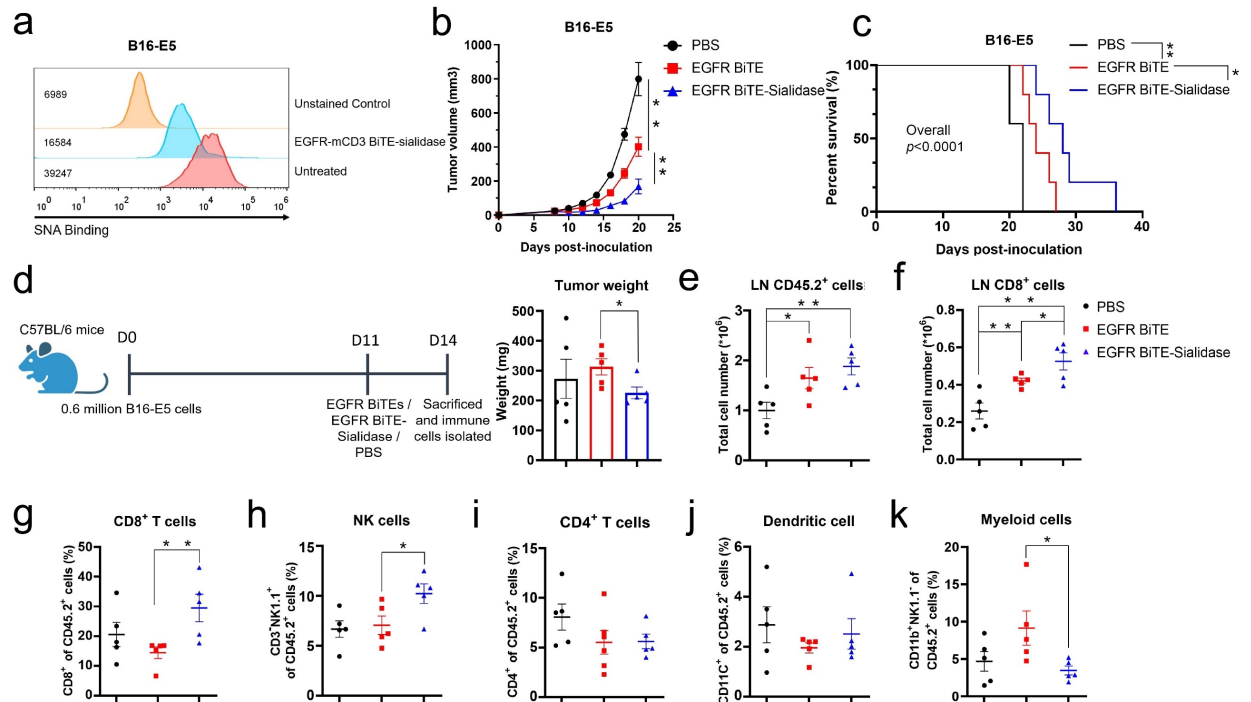 a
B16-E5
6989
Unstained Control
16584
EGFR-mCD3 BiTE-sialidase
39247
Untreated
10^0 10^1 10^2 10^3 10^4 10^5 10^6
SNA Binding
b
B16-E5
PBS
EGFR BiTE
EGFR BiTE-Sialidase
Tumor volume (mm3)
1000
800
600
400
200
0
* *
* *
0 5 10 15 20 25
Days post-inoculation
c
B16-E5
PBS
EGFR BiTE
EGFR BiTE-Sialidase
* *
*
Percent survival (%)
100
50
0
Overall
p<0.0001
0 10 20 30 40
Days post-inoculation
d
C57BL/6 mice
D0
D11
D14
0.6 million B16-E5 cells
EGFR BiTEs /
EGFR BiTE-
Sialidase /
PBS
Sacrificed
and immune
cells isolated
Tumor weight
Weight (mg)
500
400
300
200
100
0
*
e
LN CD45.2+ cells
Total cell number (*10^6)
3
2
1
0
* *
*
f
LN CD8+ cells
Total cell number (*10^6)
0.8
0.6
0.4
0.2
0.0
* *
* *
*
PBS
EGFR BiTE
EGFR BiTE-Sialidase
g
CD8+ T cells
CD8+ of CD45.2+ cells (%)
50
40
30
20
10
0
* *
h
NK cells
CD3-NK1.1+
of CD45.2+ cells (%)
15
10
5
0
*
i
CD4+ T cells
CD4+ of CD45.2+ cells (%)
15
10
5
0
j
Dendritic cell
CD11C+ of CD45.2+ cells (%)
6
4
2
0
k
Myeloid cells
CD11b+NK1.1- of
CD45.2+ cells (%)
20
15
10
5
0
*